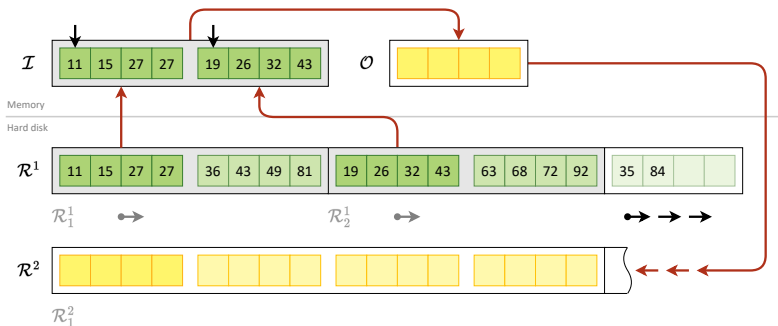 ℐ 11 15 27 27 19 26 32 43 𝒪
Memory
Hard disk
ℛ¹ 11 15 27 27 36 43 49 81 19 26 32 43 63 68 72 92 35 84
ℛ¹₁ ℛ¹₂
ℛ²
ℛ²₁